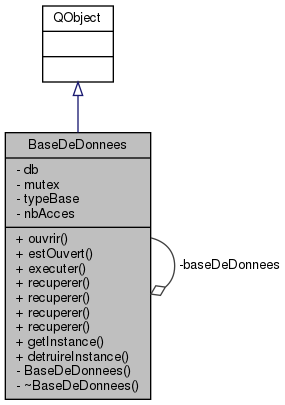 QObject
BaseDeDonnees
- db
- mutex
- typeBase
- nbAcces
+ ouvrir()
+ estOuvert()
+ executer()
+ recuperer()
+ recuperer()
+ recuperer()
+ recuperer()
+ getInstance()
+ detruireInstance()
- BaseDeDonnees()
- ~BaseDeDonnees()
-baseDeDonnees